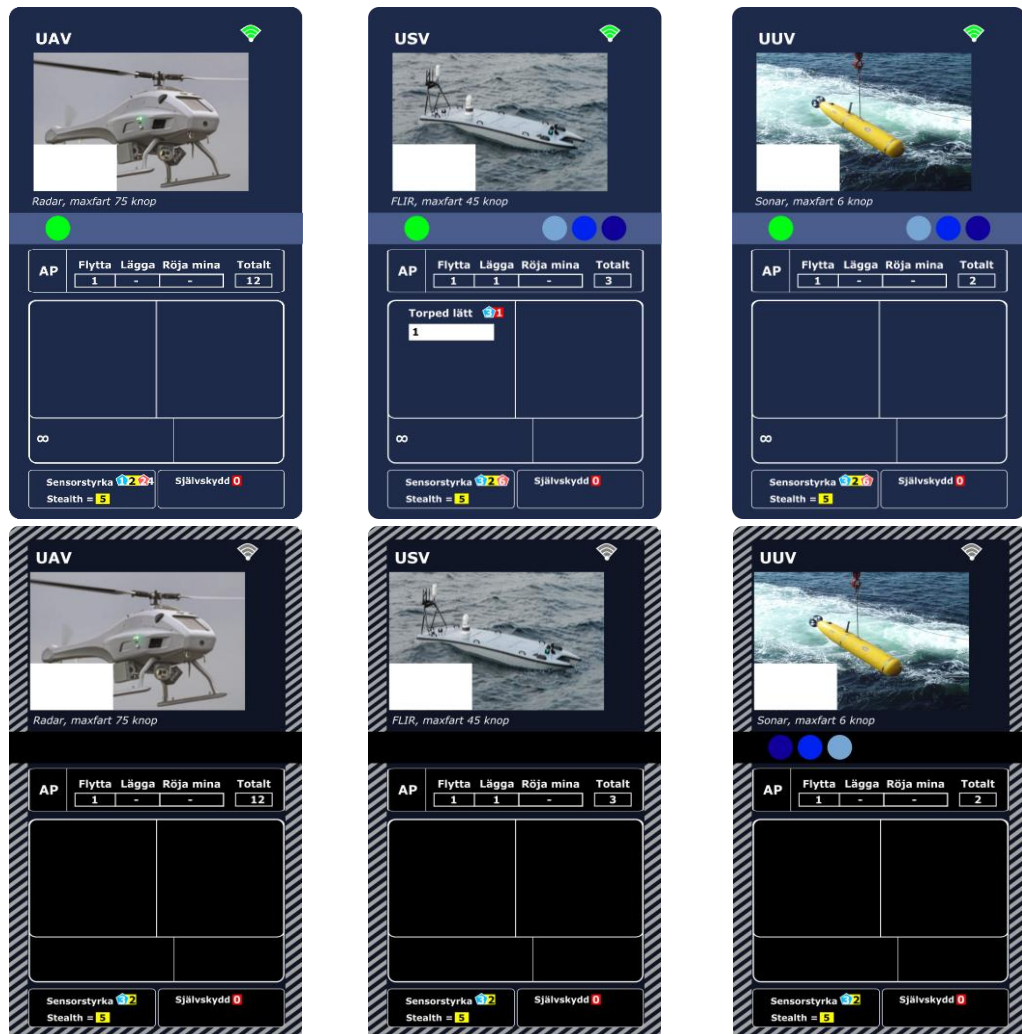 UAV
Radar, maxfart 75 knop
AP Flytta Lägga Röja mina Totalt
1 - - 12
∞
Sensorstyrka 1 2 24 Självskydd 0
Stealth = 5
USV
FLIR, maxfart 45 knop
AP Flytta Lägga Röja mina Totalt
1 1 - 3
Torped lätt 3 1
1
∞
Sensorstyrka 3 2 6 Självskydd 0
Stealth = 5
UUV
Sonar, maxfart 6 knop
AP Flytta Lägga Röja mina Totalt
1 - - 2
∞
Sensorstyrka 3 2 6 Självskydd 0
Stealth = 5
UAV
Radar, maxfart 75 knop
AP Flytta Lägga Röja mina Totalt
1 - - 12
Sensorstyrka 3 2 Självskydd 0
Stealth = 5
USV
FLIR, maxfart 45 knop
AP Flytta Lägga Röja mina Totalt
1 1 - 3
Sensorstyrka 3 2 Självskydd 0
Stealth = 5
UUV
Sonar, maxfart 6 knop
AP Flytta Lägga Röja mina Totalt
1 - - 2
Sensorstyrka 3 2 Självskydd 0
Stealth = 5